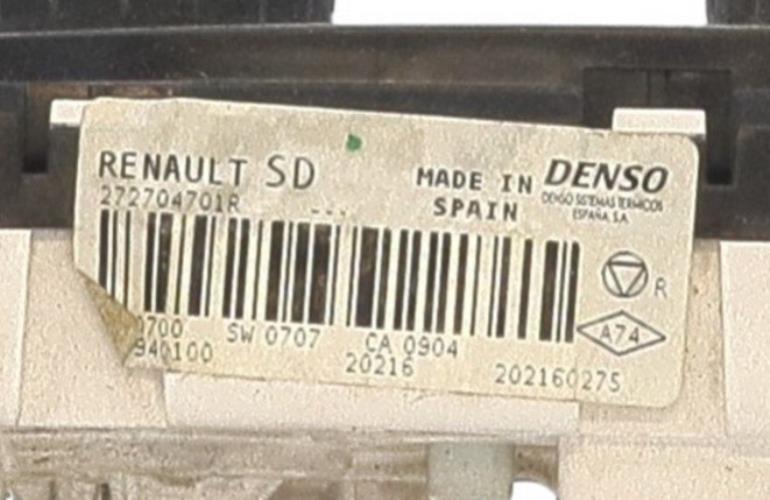 RENAULT SD
272704701R
MADE IN
SPAIN
DENSO
DENSO SISTEMAS TERMICOS
ESPAÑA, S.A.
R
A74
0700 SW 0707 CA 0904
940100 20216 202160275